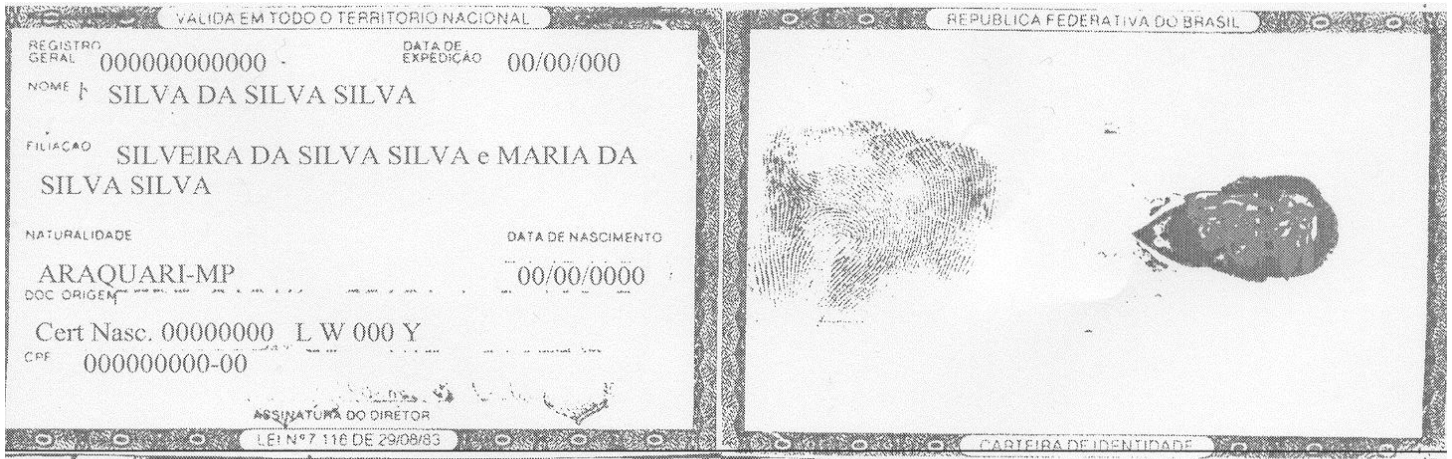 VALIDA EM TODO O TERRITORIO NACIONAL
REGISTRO GERAL 000000000000 DATA DE EXPEDIÇÃO 00/00/000
NOME SILVA DA SILVA SILVA
FILIAÇÃO SILVEIRA DA SILVA SILVA e MARIA DA
SILVA SILVA
NATURALIDADE DATA DE NASCIMENTO
ARAQUARI-MP 00/00/0000
DOC ORIGEM
Cert Nasc. 00000000 L W 000 Y
CPF 000000000-00
ASSINATURA DO DIRETOR
LEI Nº 7.116 DE 29/08/83
REPUBLICA FEDERATIVA DO BRASIL
CARTEIRA DE IDENTIDADE